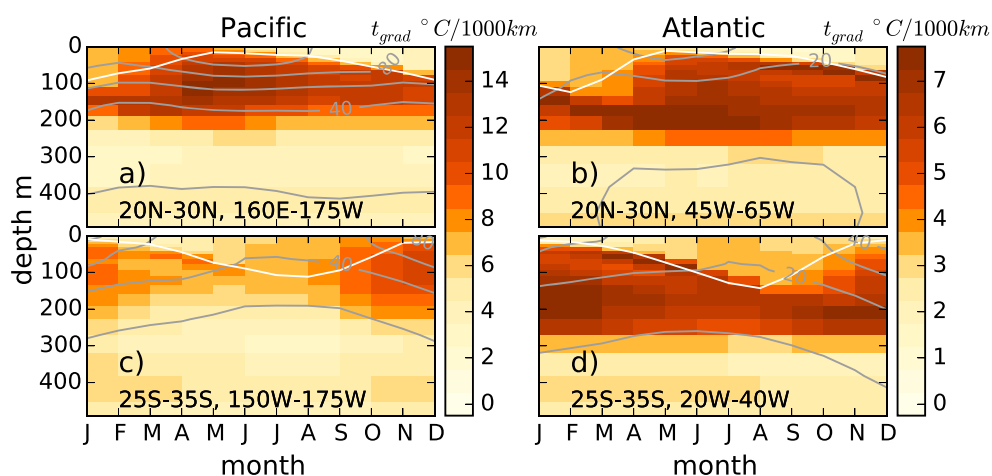 Pacific
t_grad °C/1000km
Atlantic
t_grad °C/1000km
0
100
200
300
400
80
40
a)
20N-30N, 160E-175W
14
12
10
8
6
4
2
0
20
b)
20N-30N, 45W-65W
7
6
5
4
3
2
1
0
depth m
0
100
200
300
400
40
40
c)
25S-35S, 150W-175W
20
40
d)
25S-35S, 20W-40W
J F M A M J J A S O N D
J F M A M J J A S O N D
month
month